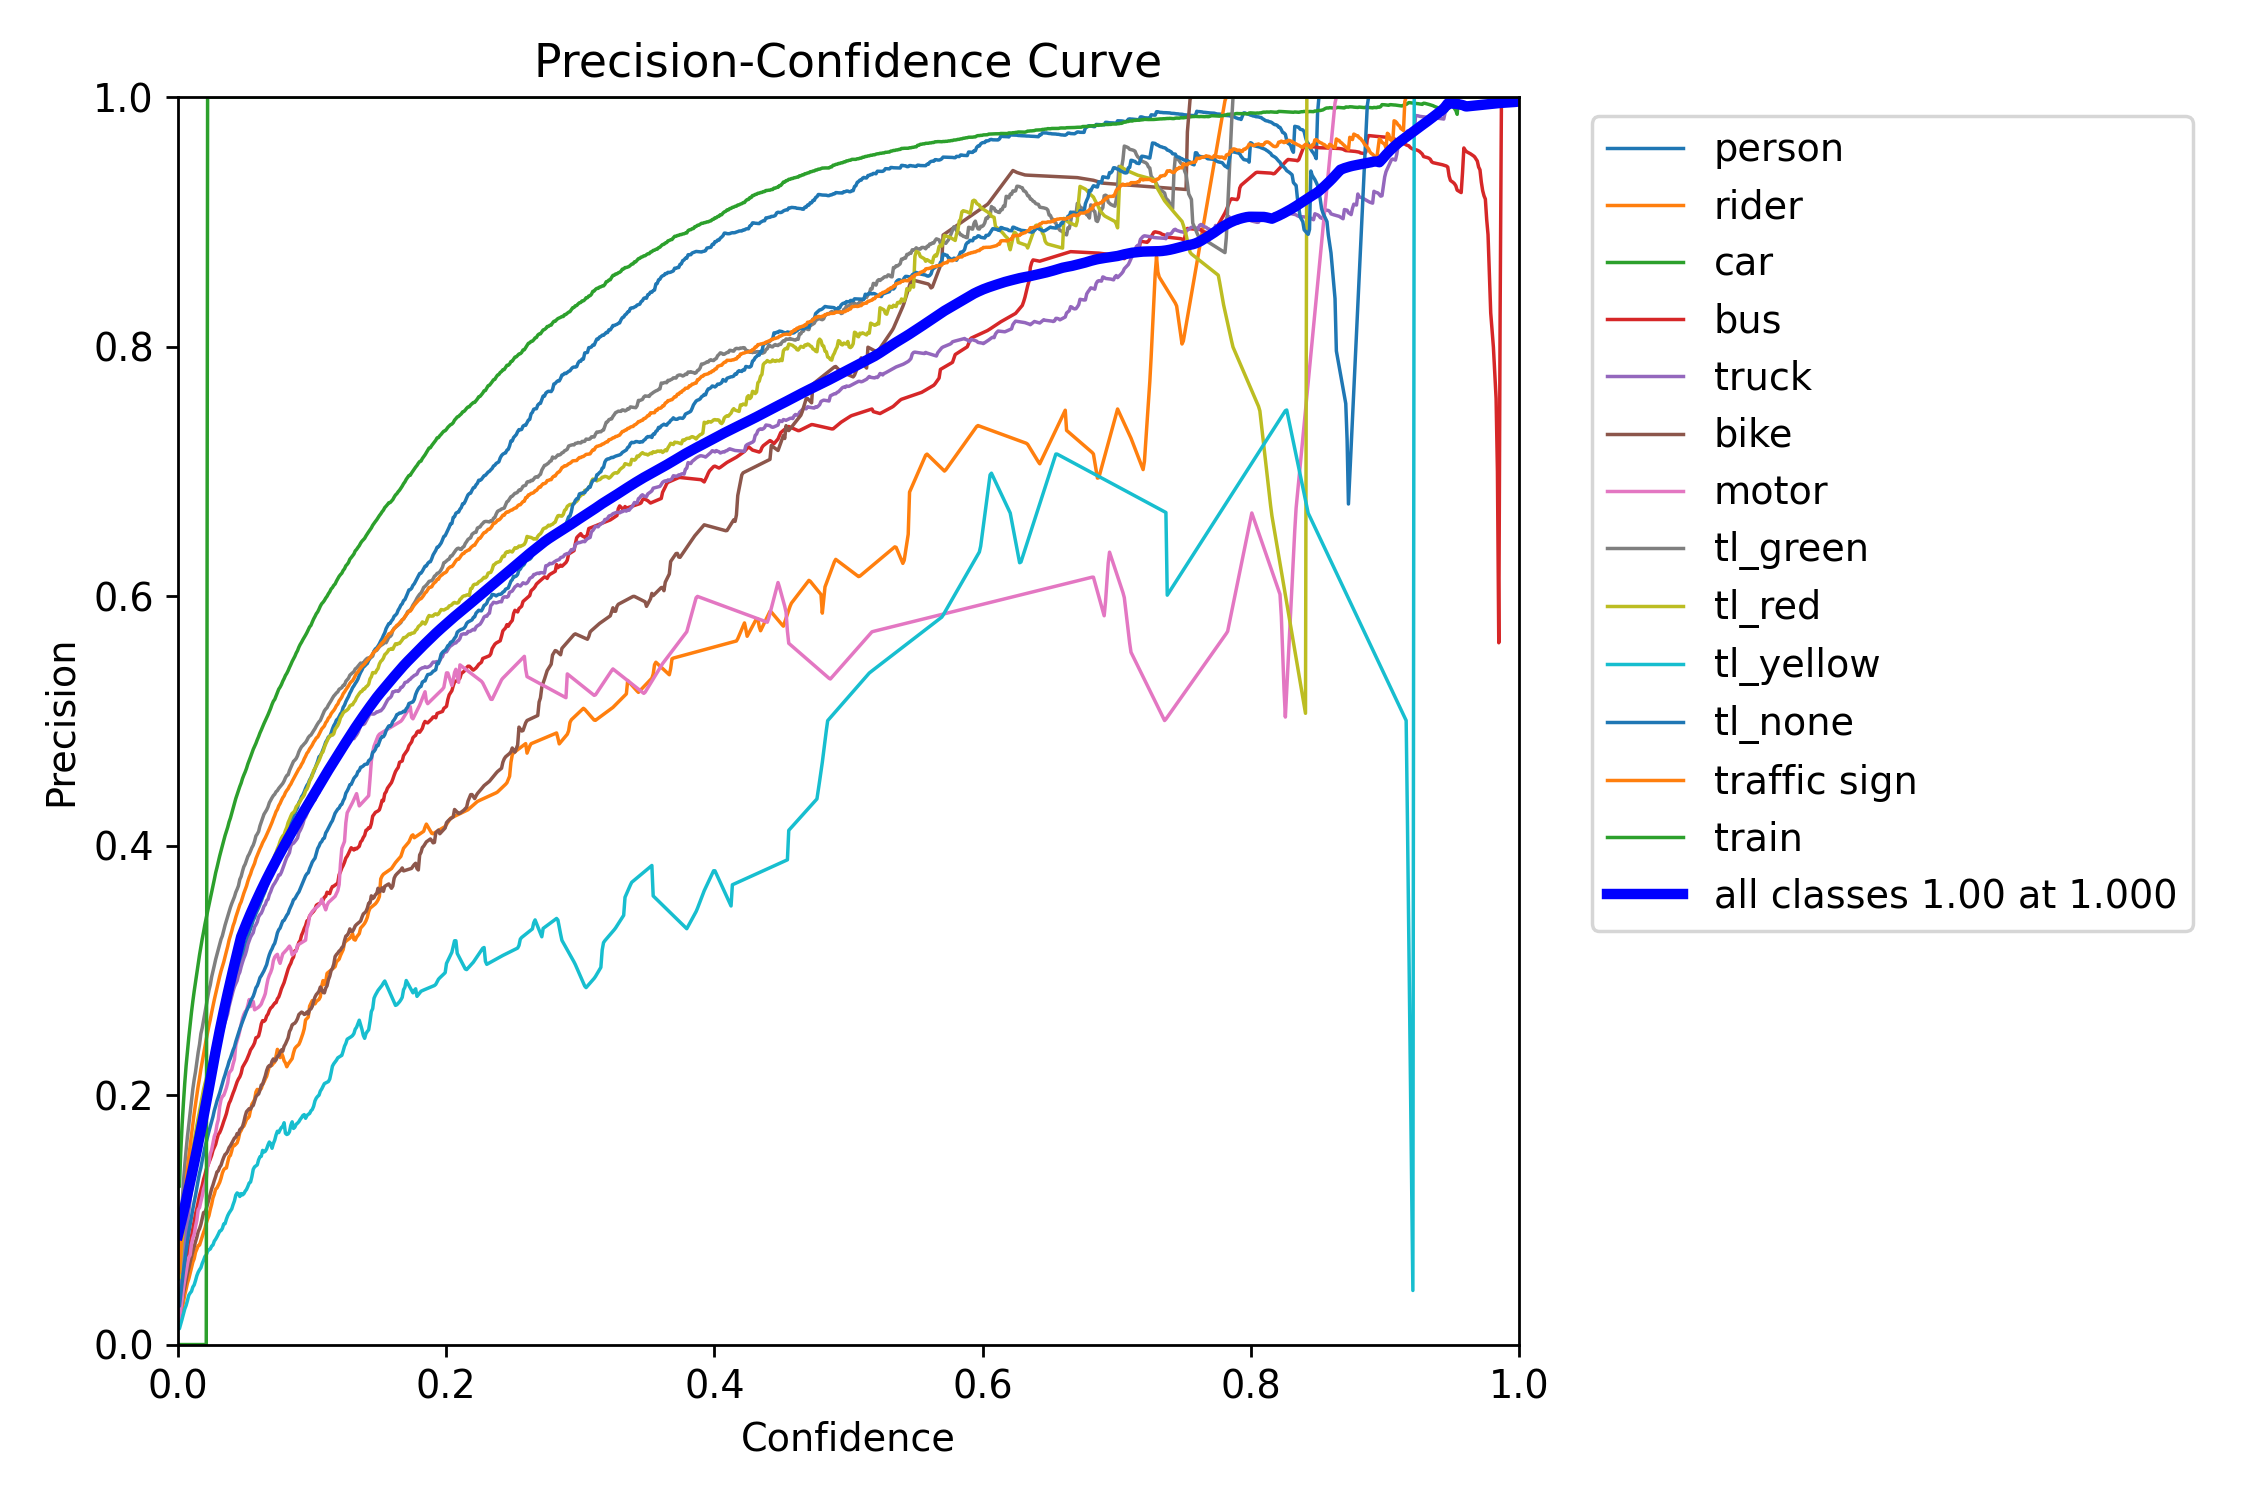 Precision-Confidence Curve
1.0
0.8
0.6
0.4
0.2
0.0
Precision
0.0 0.2 0.4 0.6 0.8 1.0
Confidence
person
rider
car
bus
truck
bike
motor
tl_green
tl_red
tl_yellow
tl_none
traffic sign
train
all classes 1.00 at 1.000